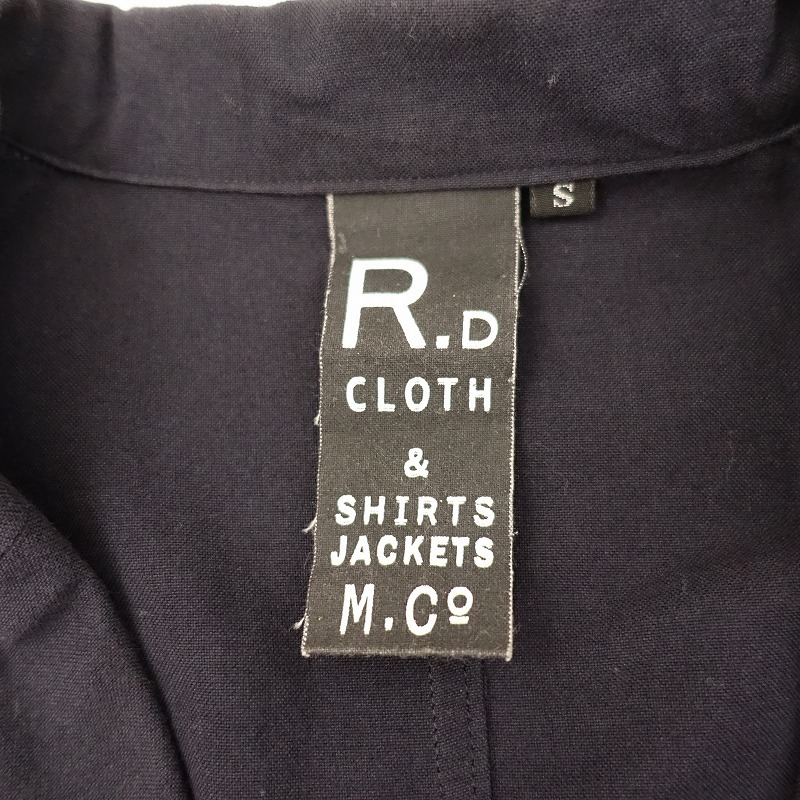 S
R.D
CLOTH
&
SHIRTS
JACKETS
M.Cº